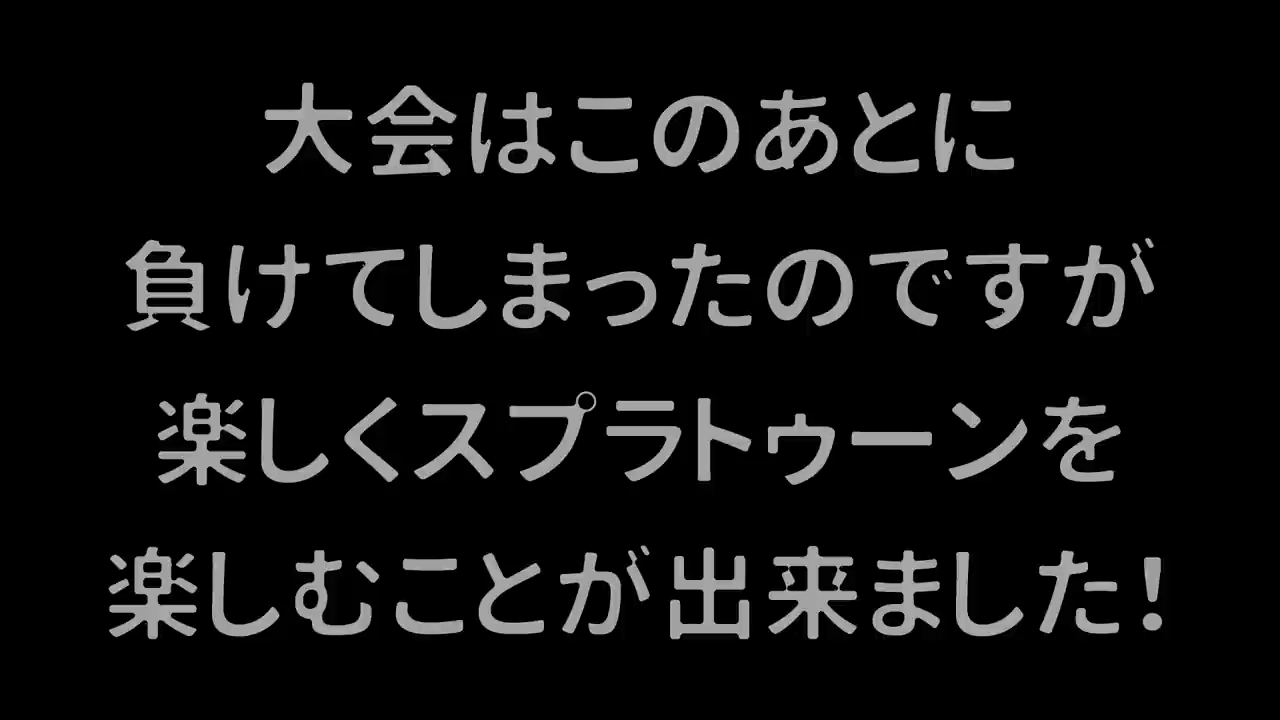 大会はこのあとに
負けてしまったのですが
楽しくスプラトゥーンを
楽しむことが出来ました！